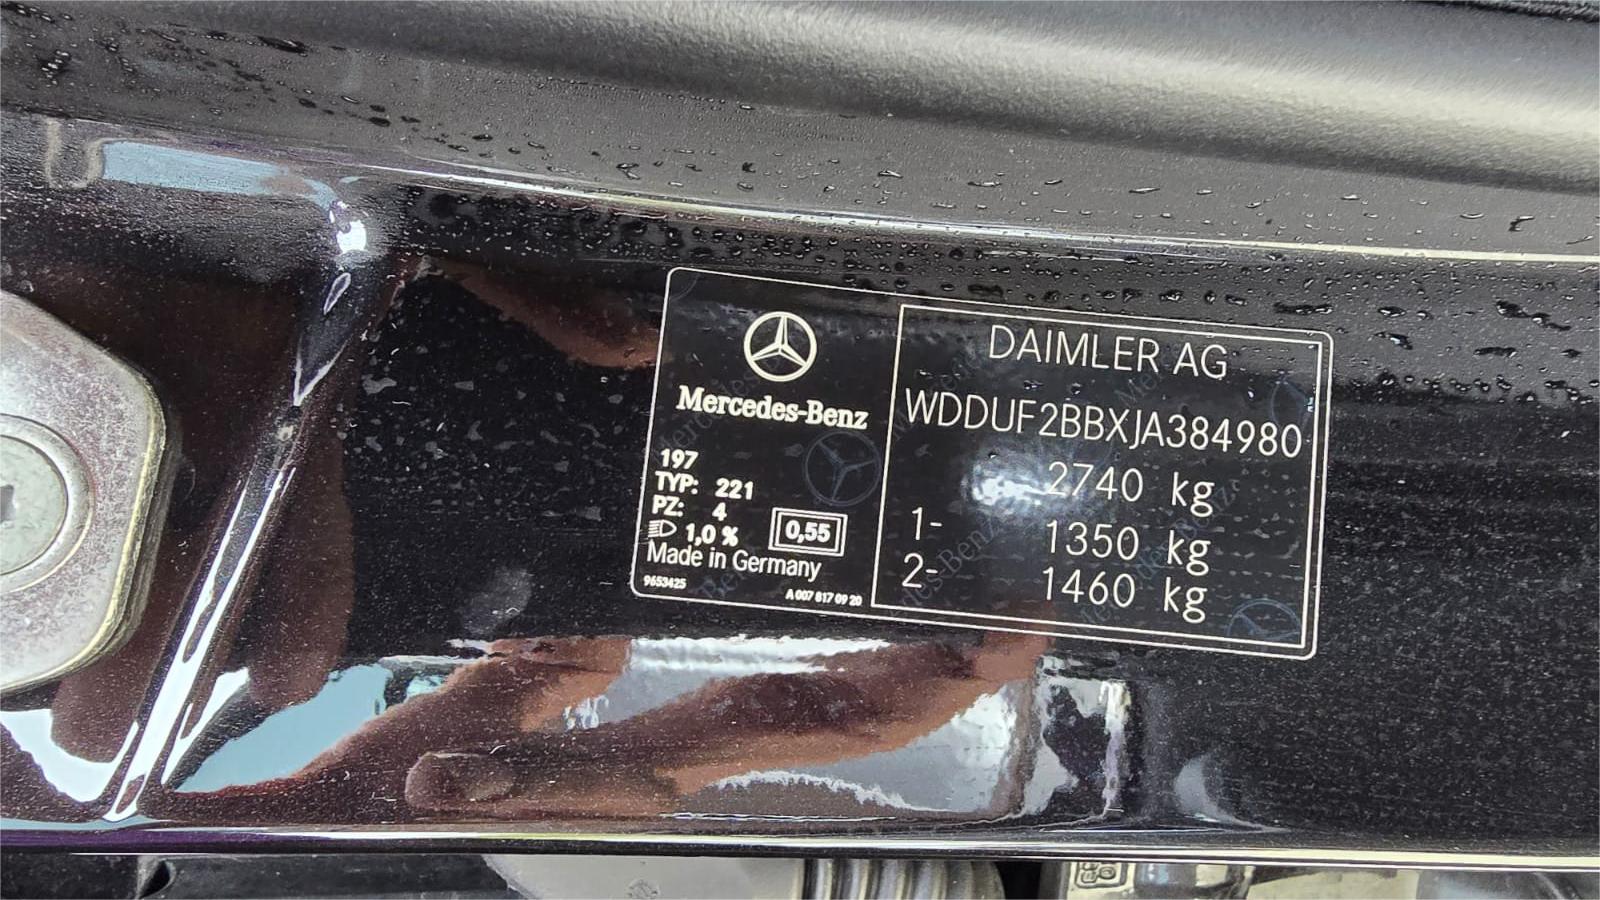 Mercedes-Benz
197
TYP: 221
PZ: 4
1,0 %
0,55
Made in Germany
9653425
A 007 817 09 20
DAIMLER AG
WDDUF2BBXJA384980
2740 kg
1- 1350 kg
2- 1460 kg